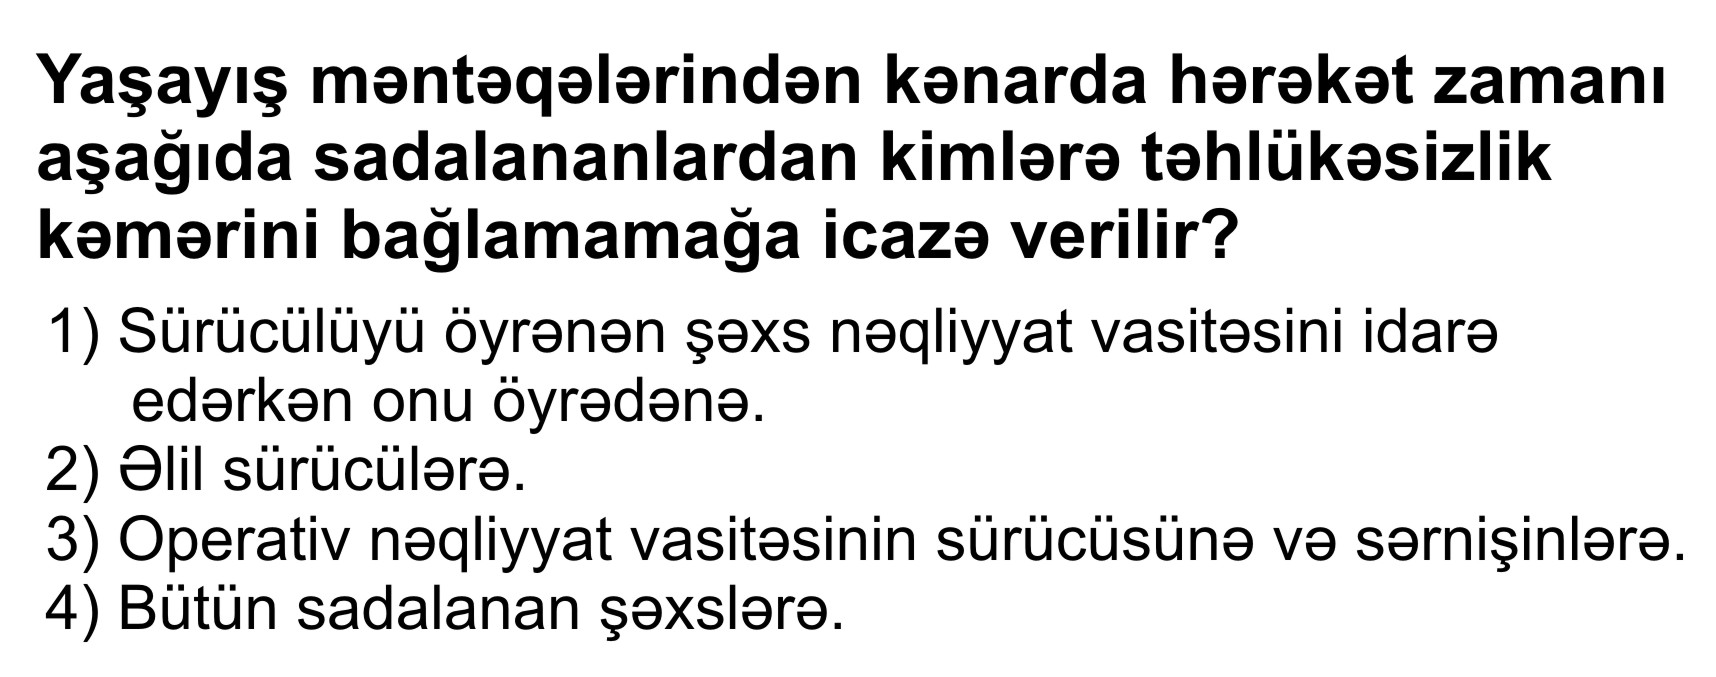 Yaşayış məntəqələrindən kənarda hərəkət zamanı
aşağıda sadalananlardan kimlərə təhlükəsizlik
kəmərini bağlamamağa icazə verilir?
1) Sürücülüyü öyrənən şəxs nəqliyyat vasitəsini idarə
edərkən onu öyrədənə.
2) Əlil sürücülərə.
3) Operativ nəqliyyat vasitəsinin sürücüsünə və sərnişinlərə.
4) Bütün sadalanan şəxslərə.